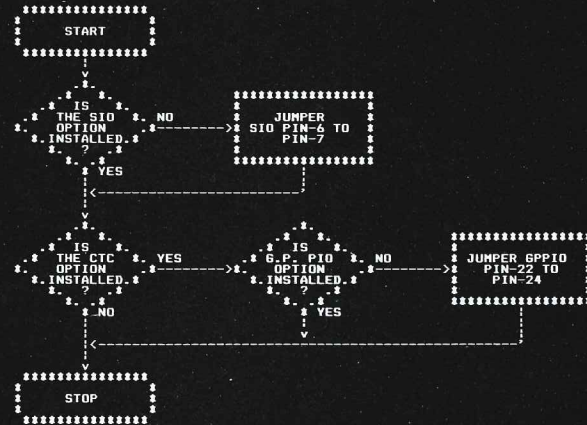 START
IS
THE SIO
OPTION
INSTALLED
?
NO
YES
JUMPER
SIO PIN-6 TO
PIN-7
IS
THE CTC
OPTION
INSTALLED
?
YES
NO
IS
G.P. PIO
OPTION
INSTALLED
?
NO
YES
JUMPER GPPIO
PIN-22 TO
PIN-24
STOP